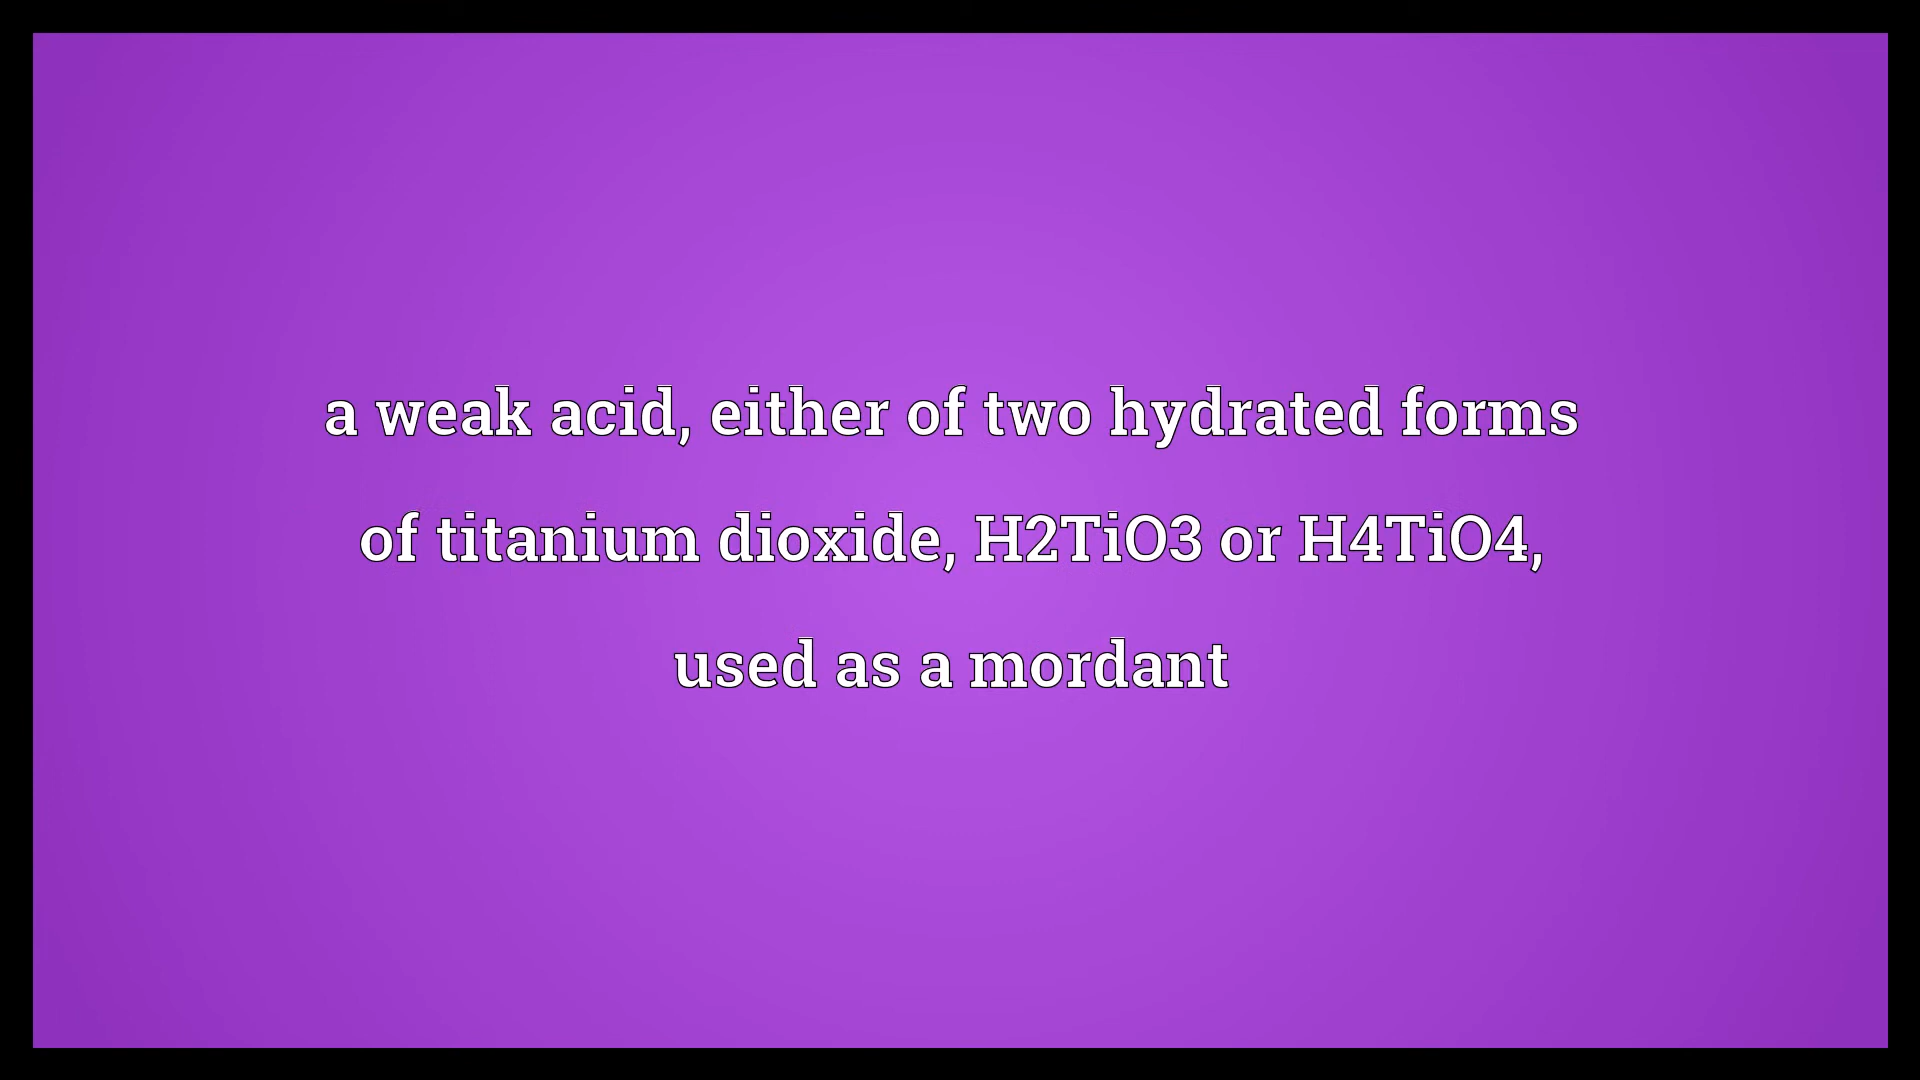 a weak acid, either of two hydrated forms
of titanium dioxide, H2TiO3 or H4TiO4,
used as a mordant